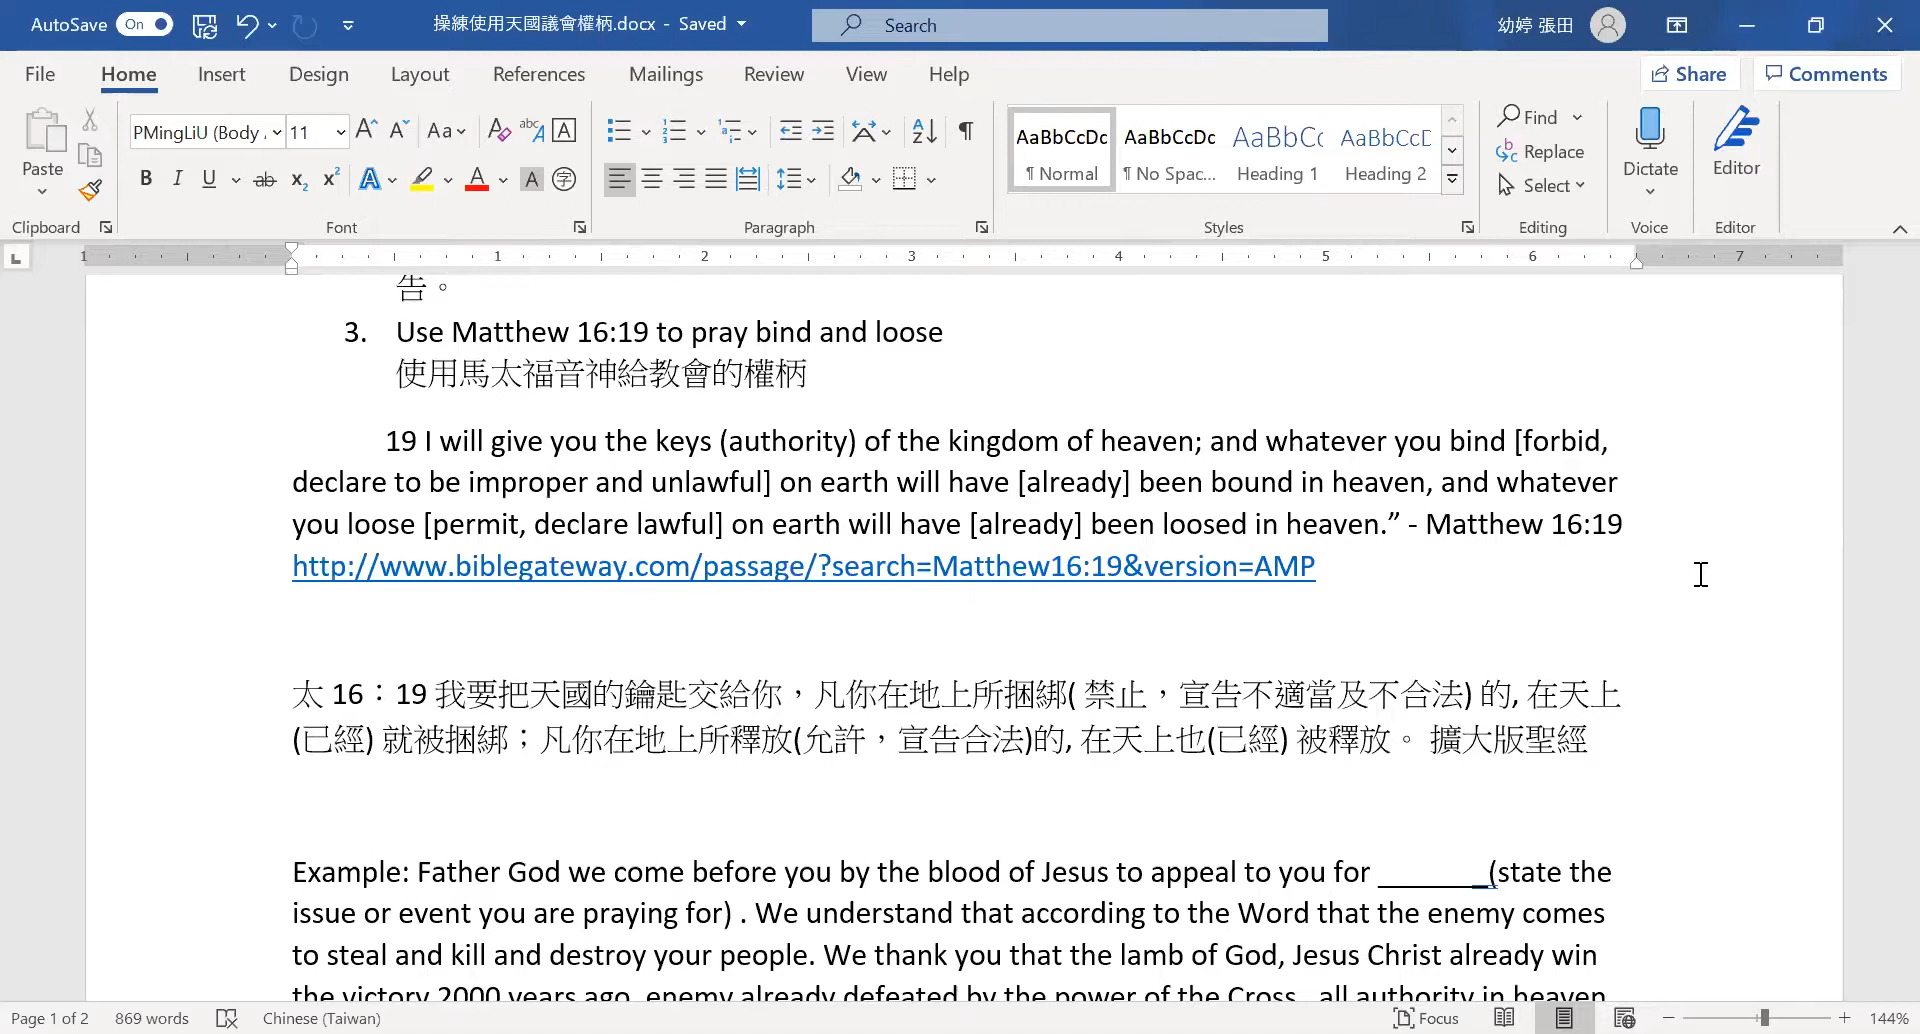 AutoSave On 操練使用天國議會權柄.docx - Saved Search 幼婷 張田
File Home Insert Design Layout References Mailings Review View Help Share Comments
PMingLiU (Body 11 Aa abc A AaBbCcDc AaBbCcDc AaBbCc AaBbCcD Find
Paste Replace Dictate Editor
B I U ab x₂ x² A A A 字 ¶ Normal ¶ No Spac... Heading 1 Heading 2 Select
Clipboard Font Paragraph Styles Editing Voice Editor
1 1 2 3 4 5 6 7
告。
3. Use Matthew 16:19 to pray bind and loose
使用馬太福音神給教會的權柄
19 I will give you the keys (authority) of the kingdom of heaven; and whatever you bind [forbid,
declare to be improper and unlawful] on earth will have [already] been bound in heaven, and whatever
you loose [permit, declare lawful] on earth will have [already] been loosed in heaven.” - Matthew 16:19
http://www.biblegateway.com/passage/?search=Matthew16:19&version=AMP
太 16：19 我要把天國的鑰匙交給你，凡你在地上所捆綁( 禁止，宣告不適當及不合法) 的, 在天上
(已經) 就被捆綁；凡你在地上所釋放(允許，宣告合法)的, 在天上也(已經) 被釋放。 擴大版聖經
Example: Father God we come before you by the blood of Jesus to appeal to you for _______(state the
issue or event you are praying for) . We understand that according to the Word that the enemy comes
to steal and kill and destroy your people. We thank you that the lamb of God, Jesus Christ already win
the victory 2000 years ago, enemy already defeated by the power of the Cross, all authority in heaven
Page 1 of 2 869 words Chinese (Taiwan) Focus 144%